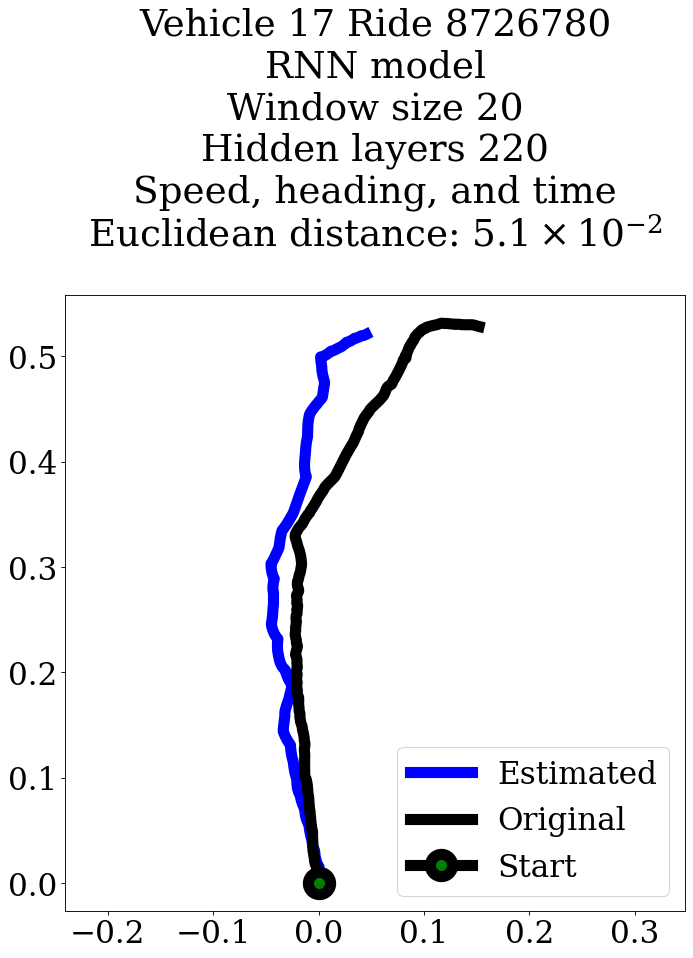 Vehicle 17 Ride 8726780
RNN model
Window size 20
Hidden layers 220
Speed, heading, and time
Euclidean distance: 5.1 × 10⁻²
0.5
0.4
0.3
0.2
0.1
0.0
Estimated
Original
Start
−0.2 −0.1 0.0 0.1 0.2 0.3